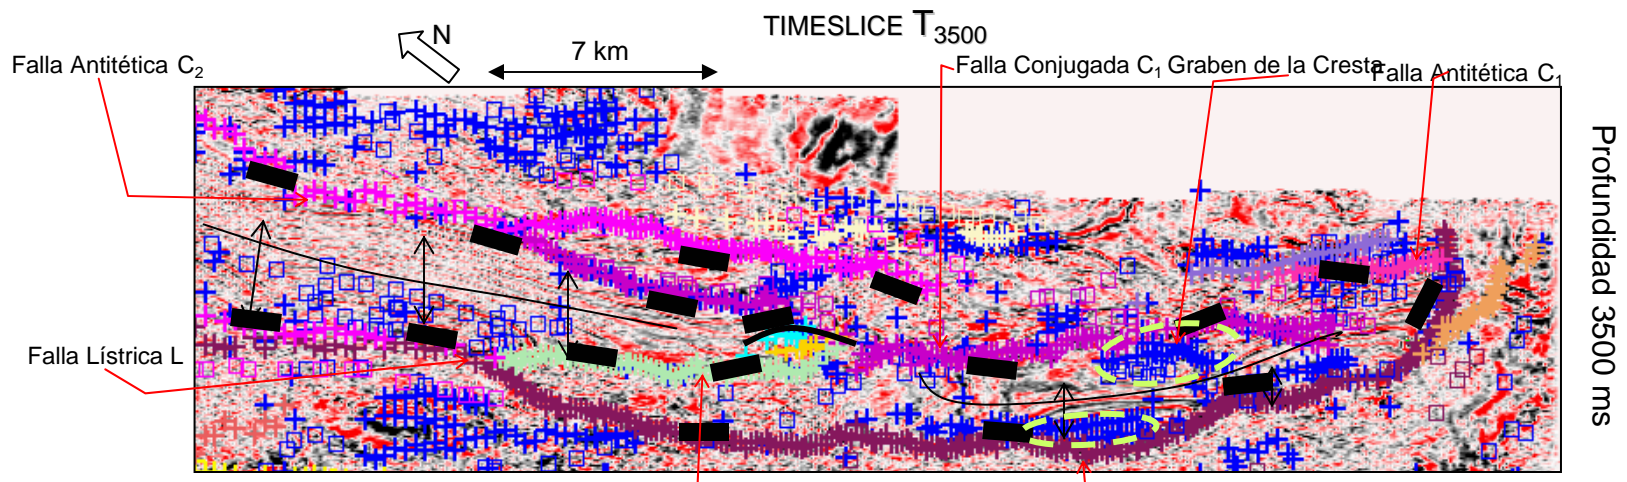 TIMESLICE T3500
N
7 km
Falla Antitética C2
Falla Conjugada C1 Graben de la Cresta
Falla Antitética C1
Falla Lístrica L
Profundidad 3500 ms